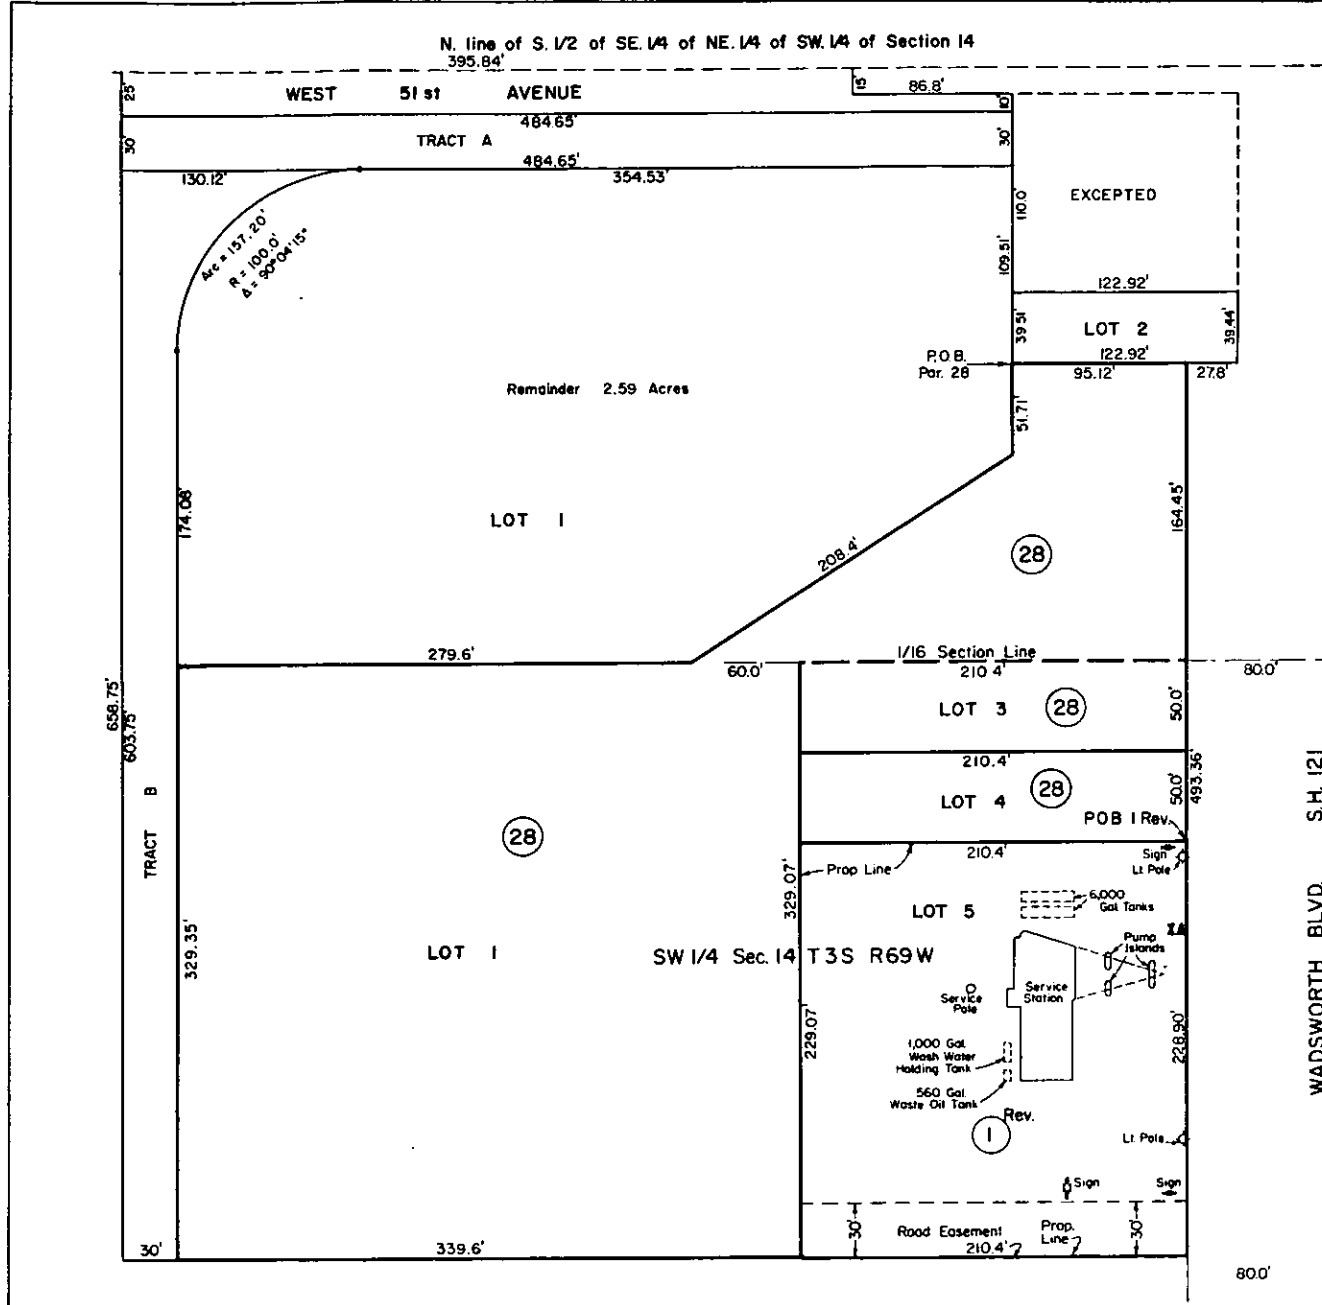 N. line of S. 1/2 of SE. 1/4 of NE. 1/4 of SW. 1/4 of Section 14
395.84'
25'
WEST 51 st AVENUE
15'
86.8'
10'
484.65'
30'
TRACT A
30'
484.65'
130.12'
354.53'
110.0'
EXCEPTED
Arc = 157.20'
R = 100.0'
Δ = 90°04'15"
109.51'
122.92'
39.51'
LOT 2
39.44'
P.O.B.
Par. 28
122.92'
95.12'
27.8'
Remainder 2.59 Acres
51.71'
174.08'
LOT 1
164.45'
208.4'
28
279.6'
60.0'
1/16 Section Line
210.4'
80.0'
658.75'
603.75'
LOT 3
28
50.0'
210.4'
493.36'
S.H. 121
TRACT B
LOT 4
28
50.0'
POB 1 Rev.
28
210.4'
Sign
Lt. Pole
Prop Line
329.07'
6,000
Gal. Tanks
LOT 5
329.35'
LOT 1
SW 1/4 Sec. 14 T3S R69W
Pump
Islands
Service
Station
Service
Pole
229.07'
228.90'
WADSWORTH BLVD.
1,000 Gal.
Wash Water
Holding Tank
560 Gal.
Waste Oil Tank
Rev.
1
Lt. Pole
Sign
Sign
30'
Road Easement
Prop.
Line
30'
30'
339.6'
210.4'
80.0'